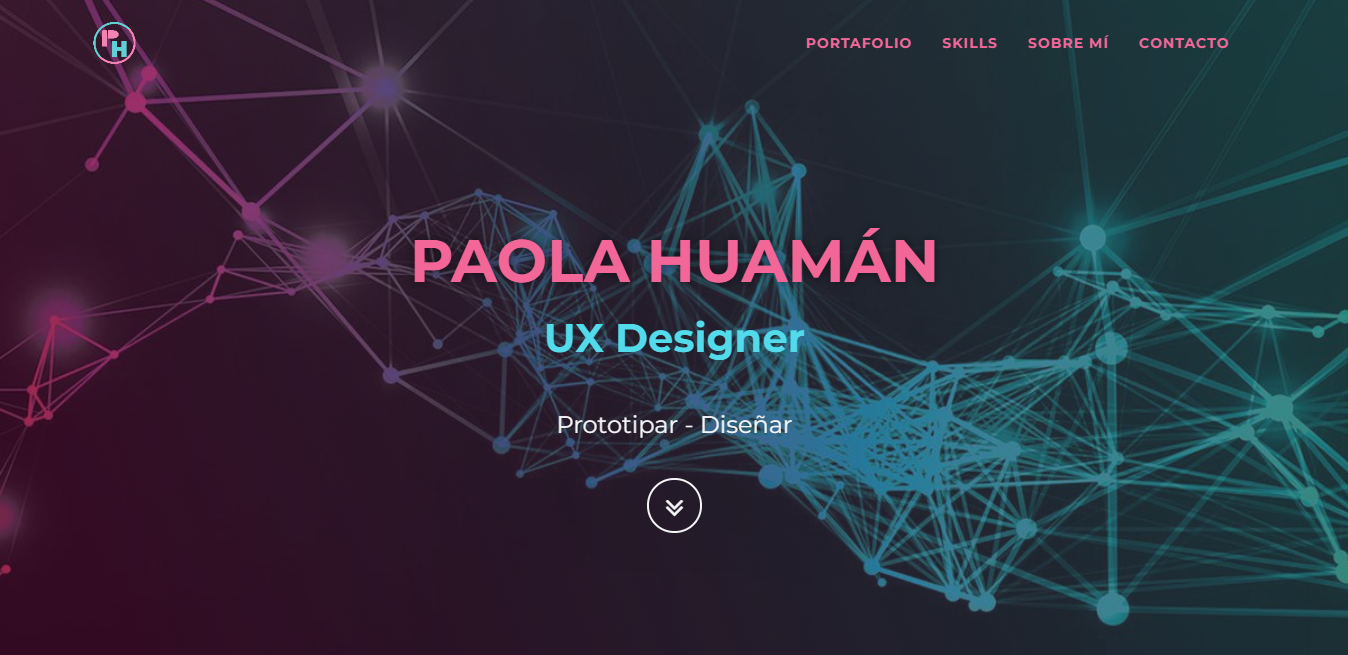 PH
PORTAFOLIO SKILLS SOBRE MÍ CONTACTO
PAOLA HUAMÁN
UX Designer
Prototipar - Diseñar